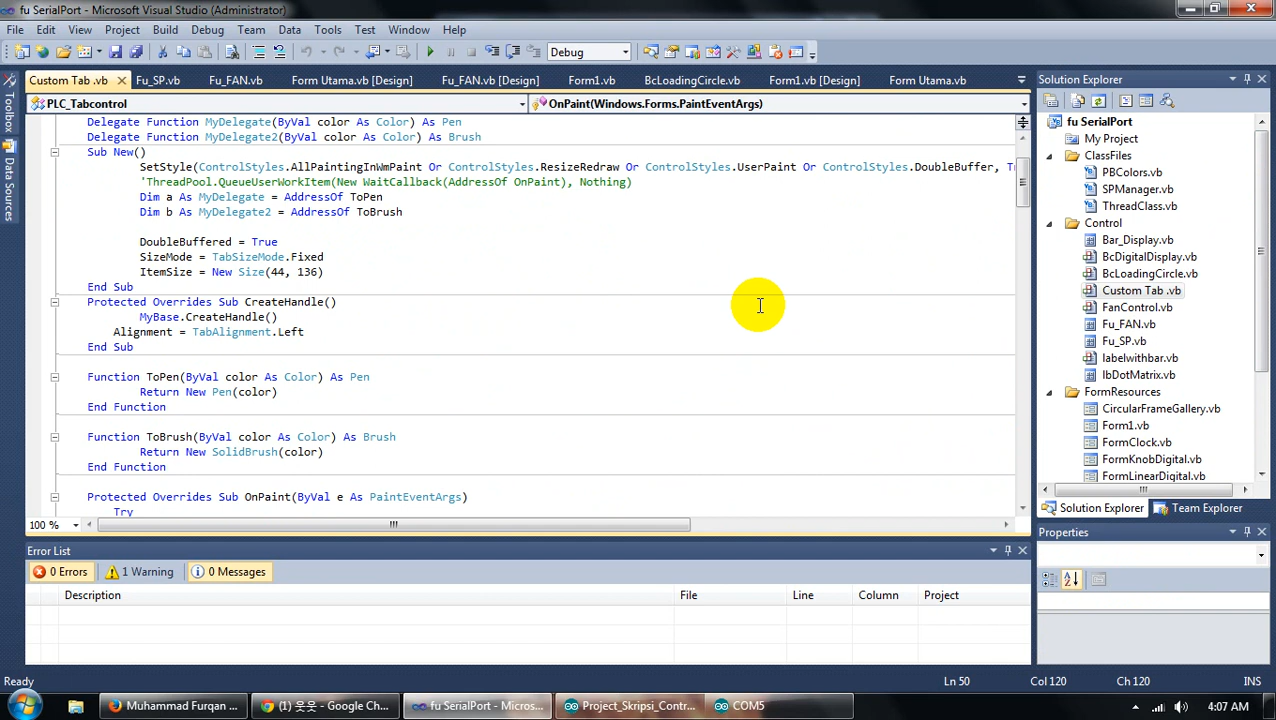 fu SerialPort - Microsoft Visual Studio (Administrator)
File Edit View Project Build Debug Team Data Tools Test Window Help
Debug
Custom Tab .vb Fu_SP.vb Fu_FAN.vb Form Utama.vb [Design] Fu_FAN.vb [Design] Form1.vb BcLoadingCircle.vb Form1.vb [Design] Form Utama.vb
PLC_Tabcontrol OnPaint(Windows.Forms.PaintEventArgs)
Toolbox
Data Sources
Delegate Function MyDelegate(ByVal color As Color) As Pen
Delegate Function MyDelegate2(ByVal color As Color) As Brush
Sub New()
SetStyle(ControlStyles.AllPaintingInWmPaint Or ControlStyles.ResizeRedraw Or ControlStyles.UserPaint Or ControlStyles.DoubleBuffer, Tr
'ThreadPool.QueueUserWorkItem(New WaitCallback(AddressOf OnPaint), Nothing)
Dim a As MyDelegate = AddressOf ToPen
Dim b As MyDelegate2 = AddressOf ToBrush
DoubleBuffered = True
SizeMode = TabSizeMode.Fixed
ItemSize = New Size(44, 136)
End Sub
Protected Overrides Sub CreateHandle()
MyBase.CreateHandle()
Alignment = TabAlignment.Left
End Sub
Function ToPen(ByVal color As Color) As Pen
Return New Pen(color)
End Function
Function ToBrush(ByVal color As Color) As Brush
Return New SolidBrush(color)
End Function
Protected Overrides Sub OnPaint(ByVal e As PaintEventArgs)
Try
100 %
Solution Explorer
fu SerialPort
My Project
ClassFiles
PBColors.vb
SPManager.vb
ThreadClass.vb
Control
Bar_Display.vb
BcDigitalDisplay.vb
BcLoadingCircle.vb
Custom Tab .vb
FanControl.vb
Fu_FAN.vb
Fu_SP.vb
labelwithbar.vb
lbDotMatrix.vb
FormResources
CircularFrameGallery.vb
Form1.vb
FormClock.vb
FormKnobDigital.vb
FormLinearDigital.vb
Solution Explorer Team Explorer
Properties
Error List
0 Errors 1 Warning 0 Messages
Description File Line Column Project
Ready Ln 50 Col 120 Ch 120 INS
Muhammad Furqan ... (1) 웃웃 - Google Ch... fu SerialPort - Micros... Project_Skripsi_Contr... COM5 4:07 AM